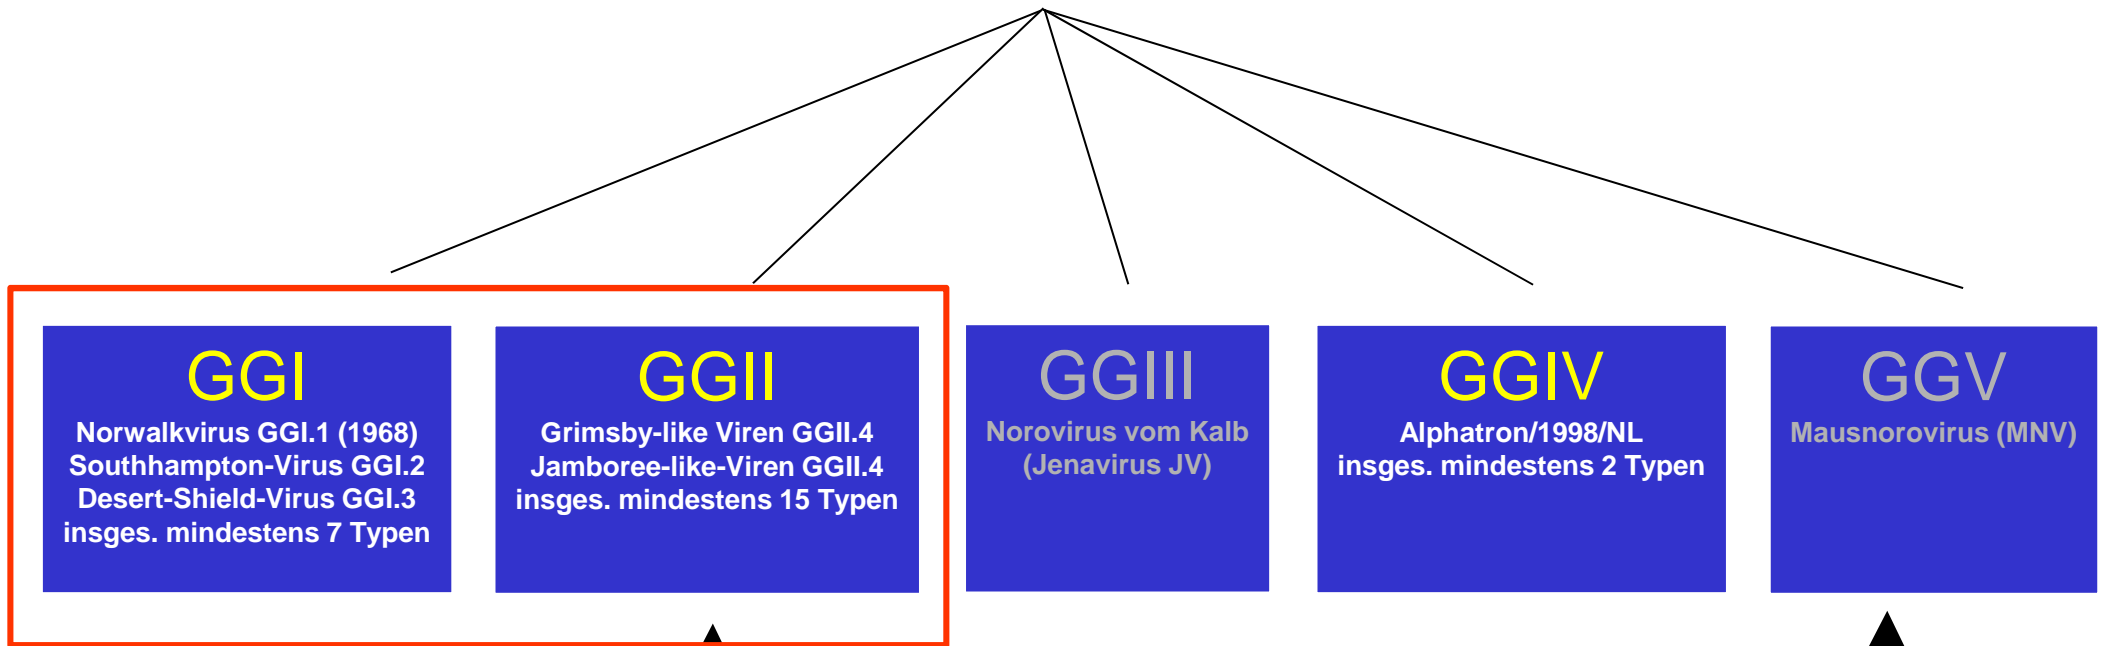 GGI
Norwalkvirus GGI.1 (1968)
Southhampton-Virus GGI.2
Desert-Shield-Virus GGI.3
insges. mindestens 7 Typen
GGII
Grimsby-like Viren GGII.4
Jamboree-like-Viren GGII.4
insges. mindestens 15 Typen
GGIII
Norovirus vom Kalb
(Jenavirus JV)
GGIV
Alphatron/1998/NL
insges. mindestens 2 Typen
GGV
Mausnorovirus (MNV)